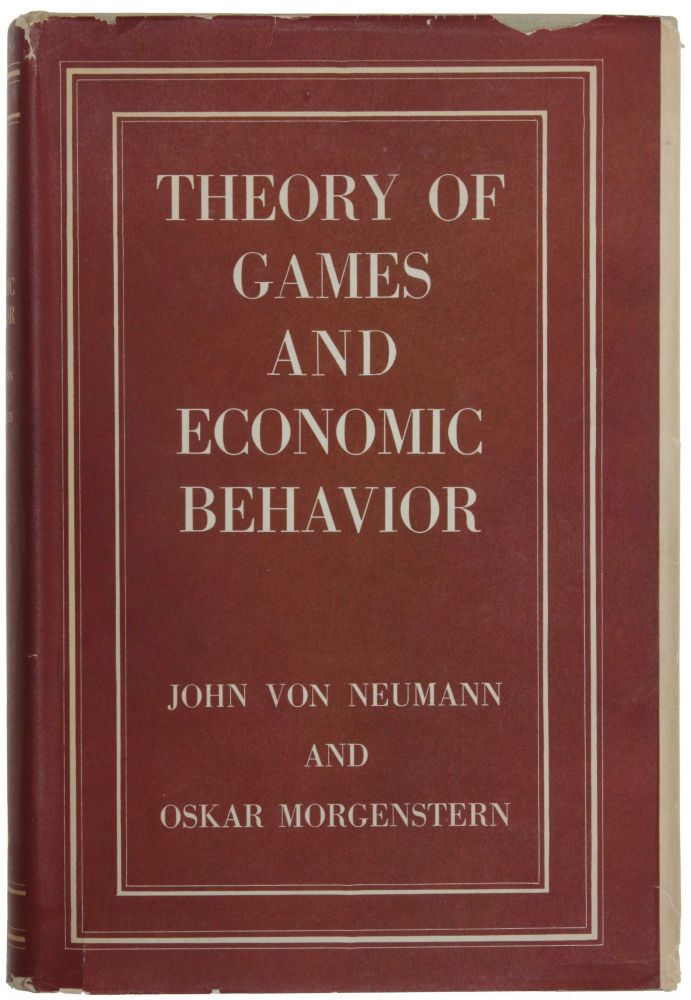 THEORY OF
GAMES
AND
ECONOMIC
BEHAVIOR
JOHN VON NEUMANN
AND
OSKAR MORGENSTERN